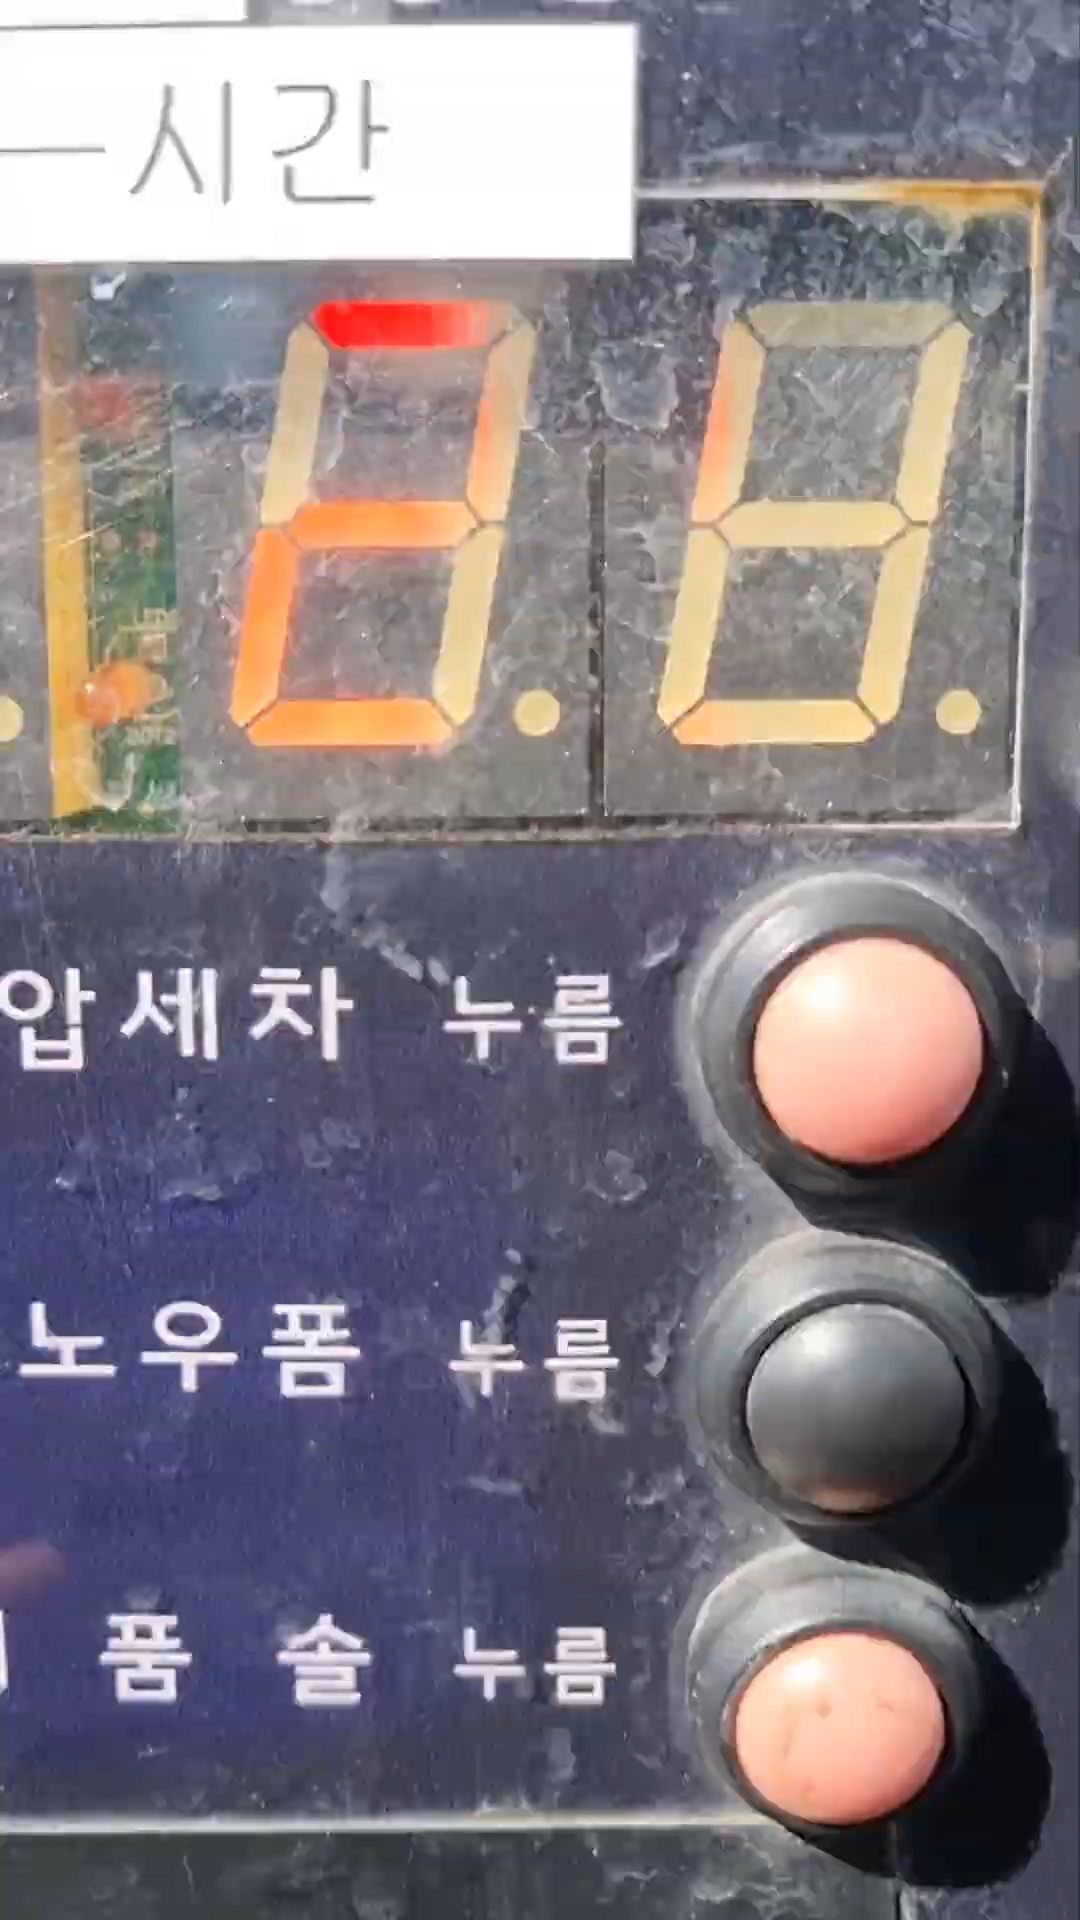 시간
압세차 누름
노우폼 누름
품 솔 누름